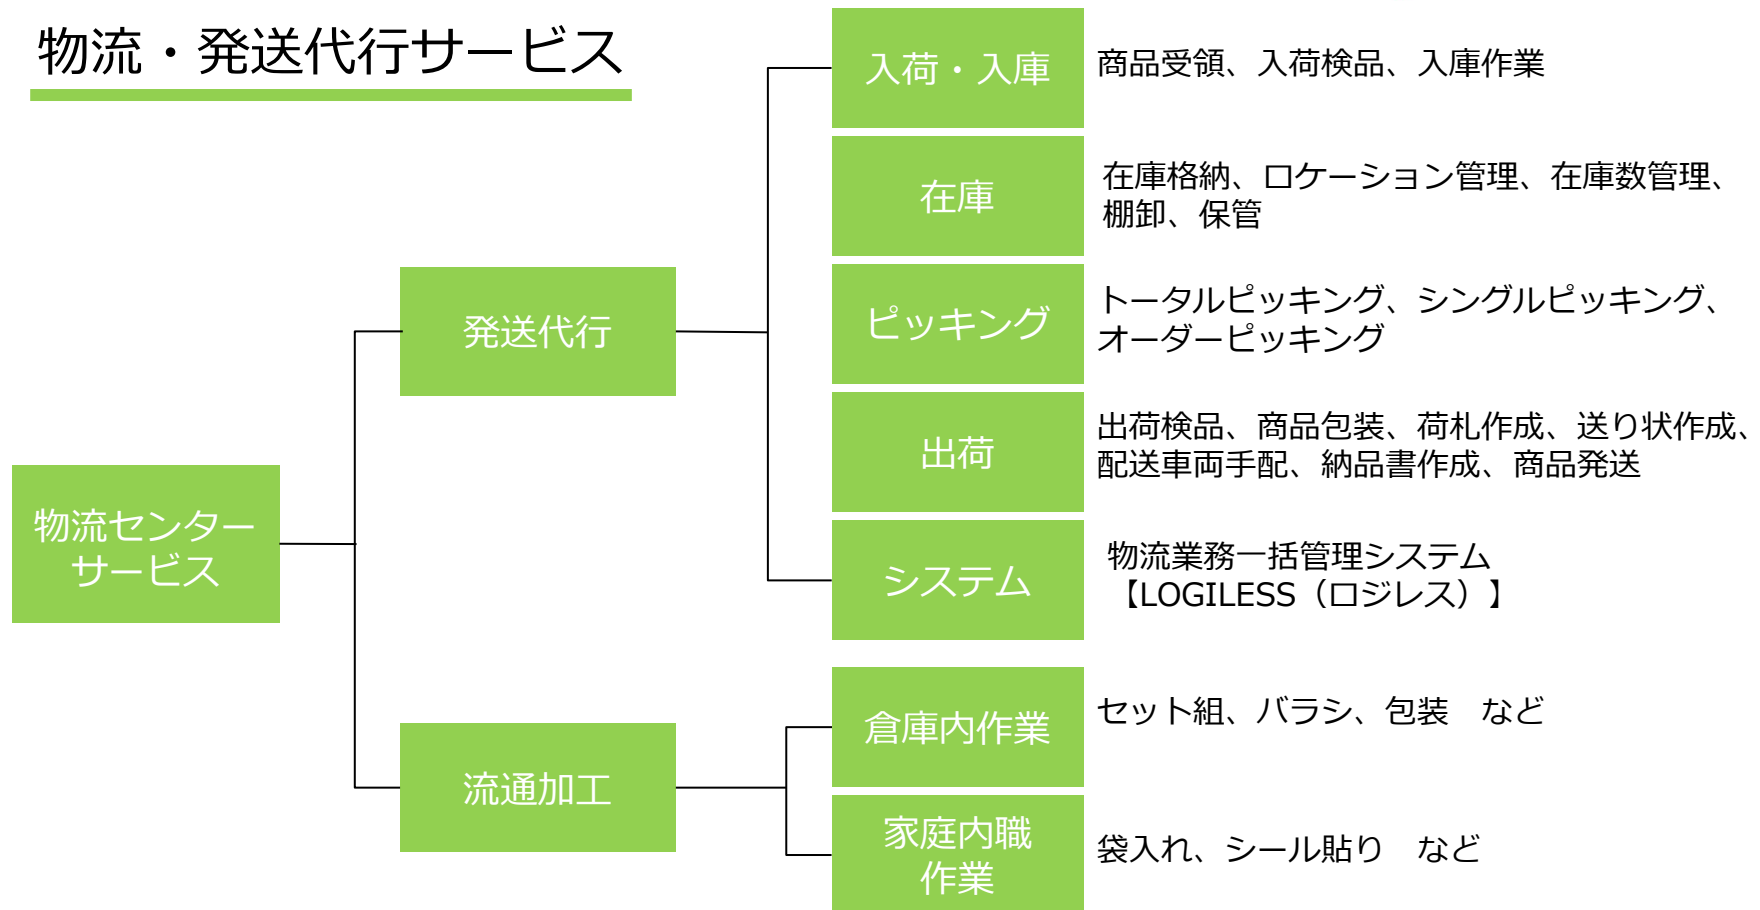 物流・発送代行サービス
入荷・入庫
商品受領、入荷検品、入庫作業
在庫
在庫格納、ロケーション管理、在庫数管理、
棚卸、保管
発送代行
ピッキング
トータルピッキング、シングルピッキング、
オーダーピッキング
出荷
出荷検品、商品包装、荷札作成、送り状作成、
配送車両手配、納品書作成、商品発送
物流センター
サービス
システム
物流業務一括管理システム
【LOGILESS（ロジレス）】
流通加工
倉庫内作業
セット組、バラシ、包装　など
家庭内職
作業
袋入れ、シール貼り　など